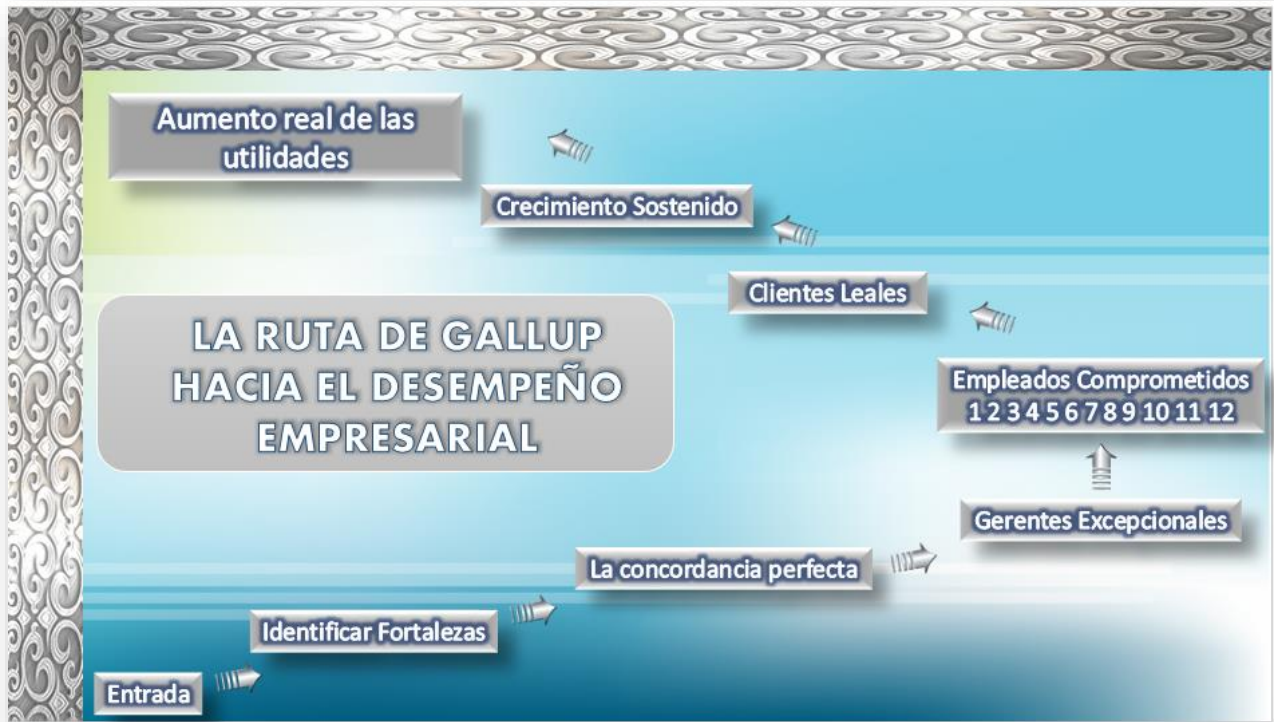 Aumento real de las
utilidades
Crecimiento Sostenido
Clientes Leales
LA RUTA DE GALLUP
HACIA EL DESEMPEÑO
EMPRESARIAL
Empleados Comprometidos
1 2 3 4 5 6 7 8 9 10 11 12
Gerentes Excepcionales
La concordancia perfecta
Identificar Fortalezas
Entrada